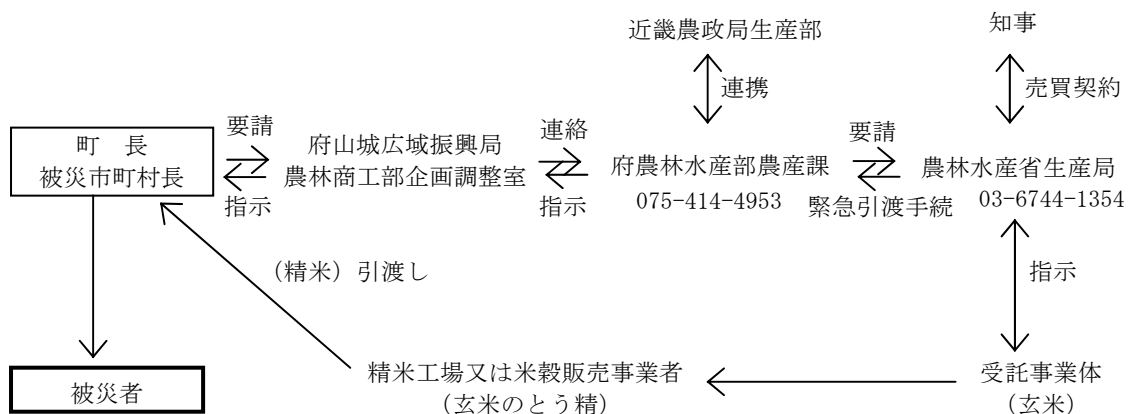 近畿農政局生産部
知事
連携
売買契約
町　長
被災市町村長
要請
指示
府山城広域振興局
農林商工部企画調整室
連絡
指示
府農林水産部農産課
075-414-4953
要請
緊急引渡手続
農林水産省生産局
03-6744-1354
(精米）引渡し
指示
被災者
精米工場又は米穀販売事業者
（玄米のとう精）
受託事業体
（玄米）